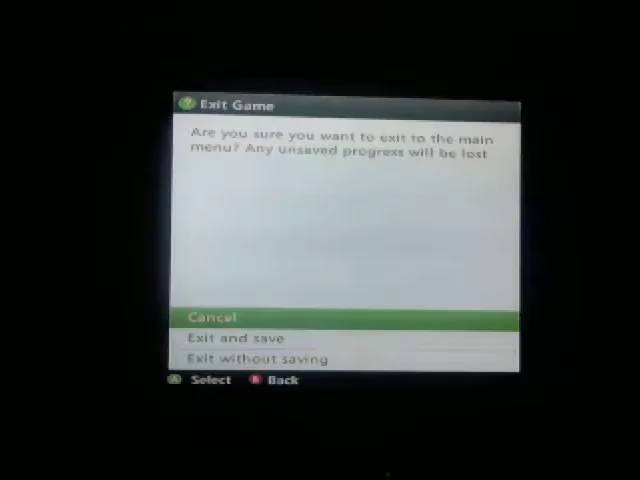 Exit Game
Are you sure you want to exit to the main
menu? Any unsaved progress will be lost
Cancel
Exit and save
Exit without saving
A Select B Back